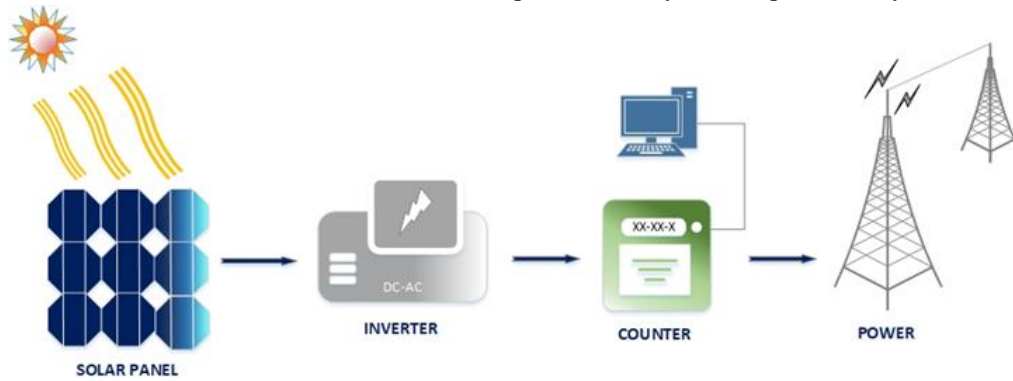 DC-AC
XX-XX-X
INVERTER
COUNTER
POWER
SOLAR PANEL